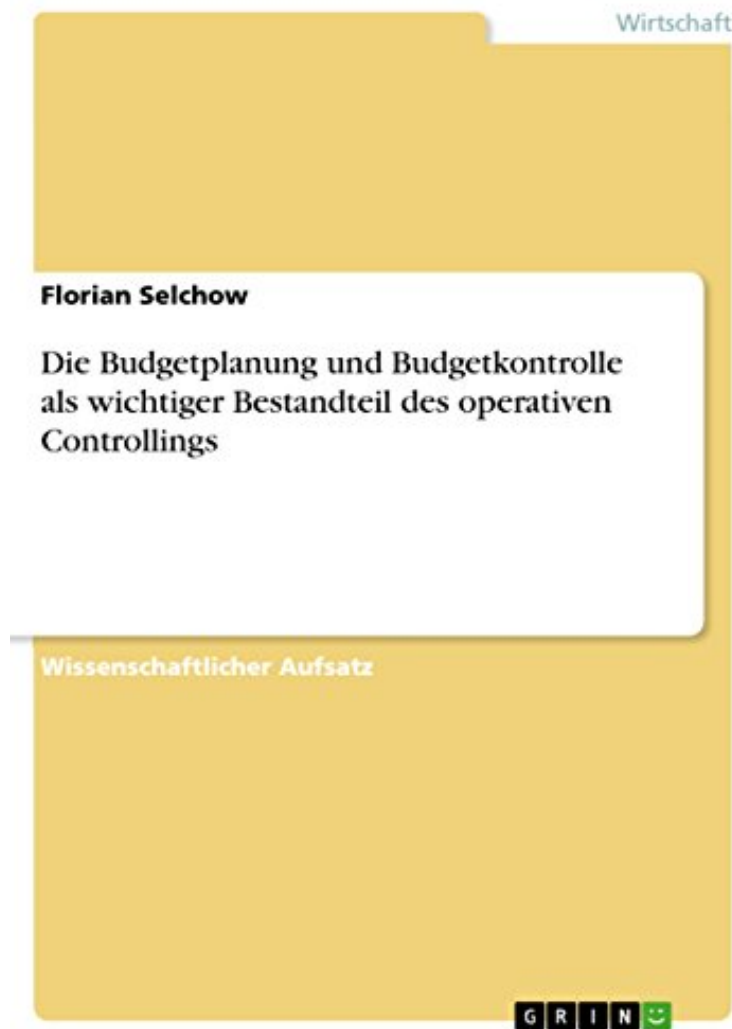 Wirtschaft
Florian Selchow
Die Budgetplanung und Budgetkontrolle
als wichtiger Bestandteil des operativen
Controllings
Wissenschaftlicher Aufsatz
GRIN